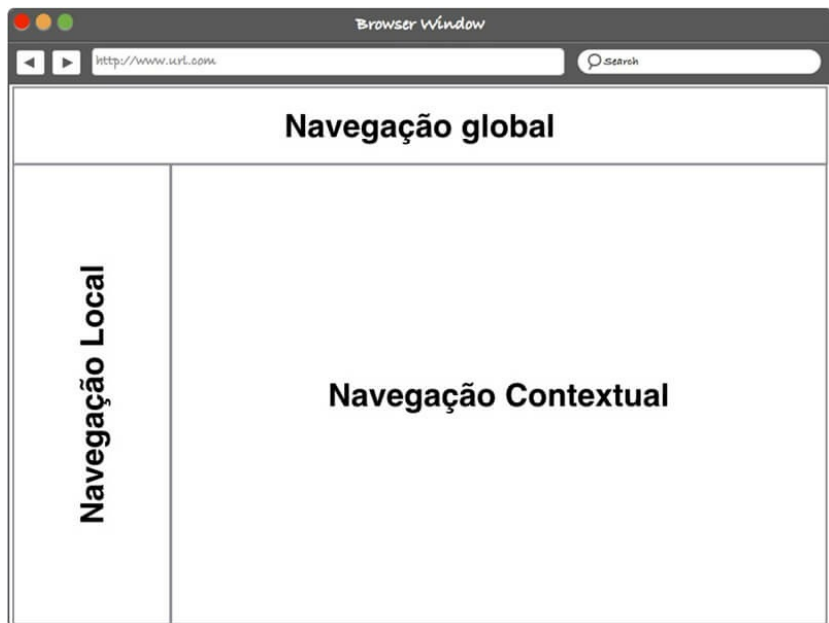 Browser Window
http://www.url.com
Search
Navegação global
Navegação Local
Navegação Contextual